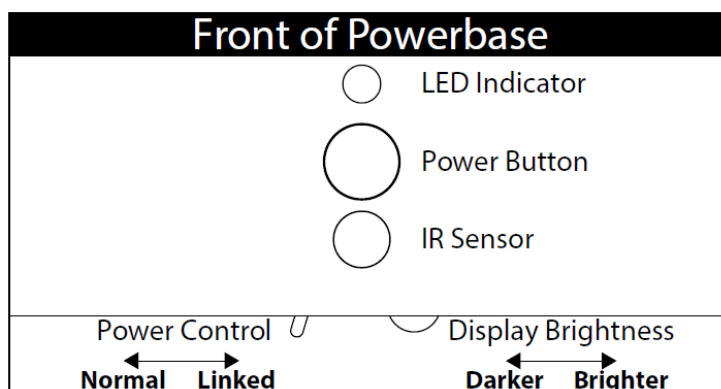 Front of Powerbase
LED Indicator
Power Button
IR Sensor
Power Control Display Brightness
Normal Linked Darker Brighter